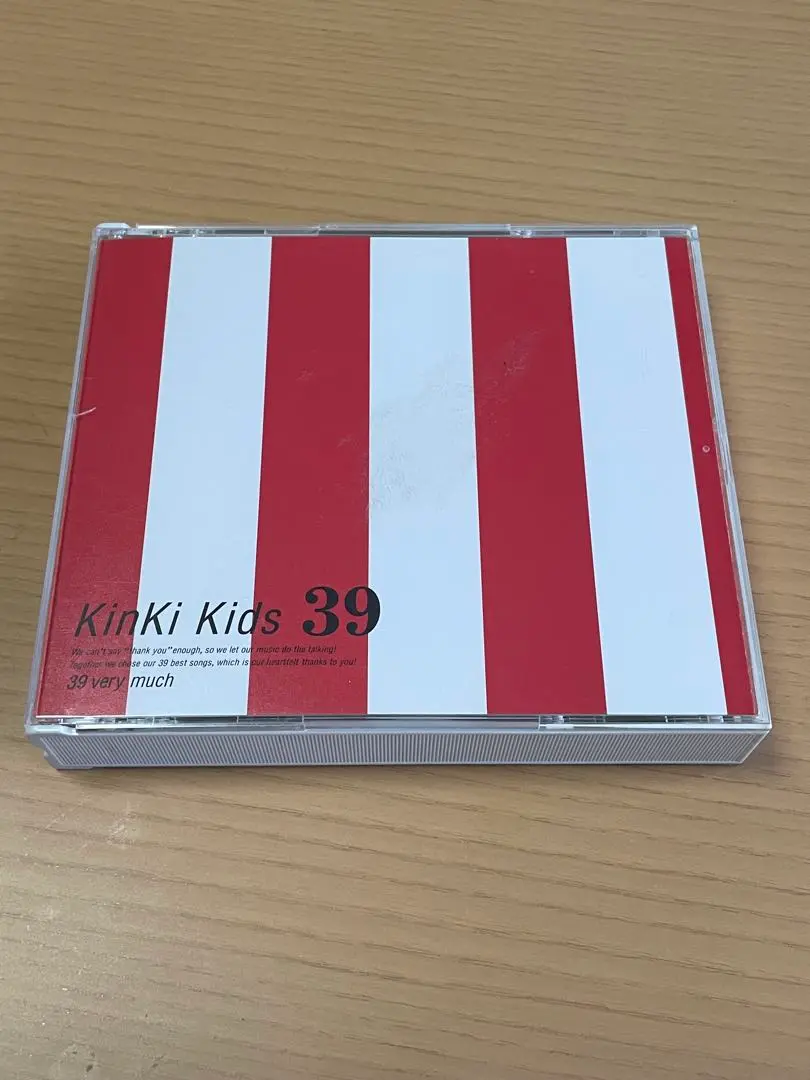 KinKi Kids 39
We can't say "thank you" enough, so we let our music do the talking!
Together we chose our 39 best songs, which is our heartfelt thanks to you!
39 very much